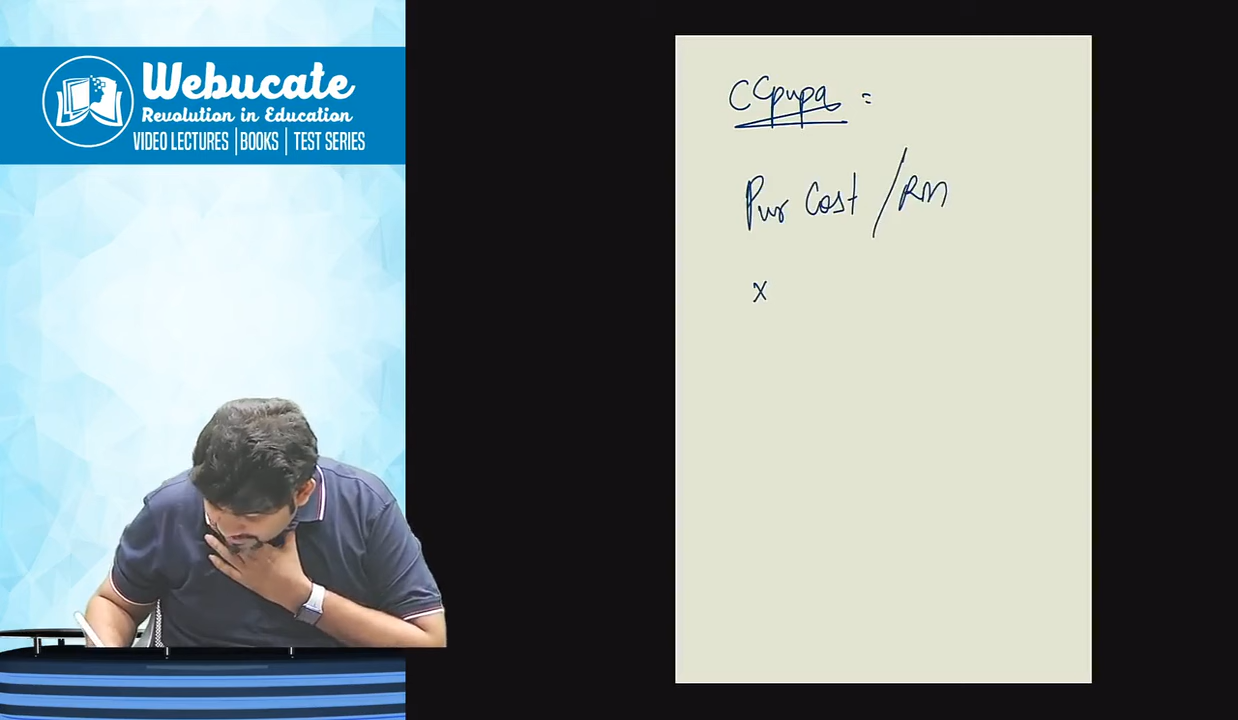 Webucate
Revolution in Education
VIDEO LECTURES | BOOKS | TEST SERIES
CCpupa =
Pur Cost / RM
x